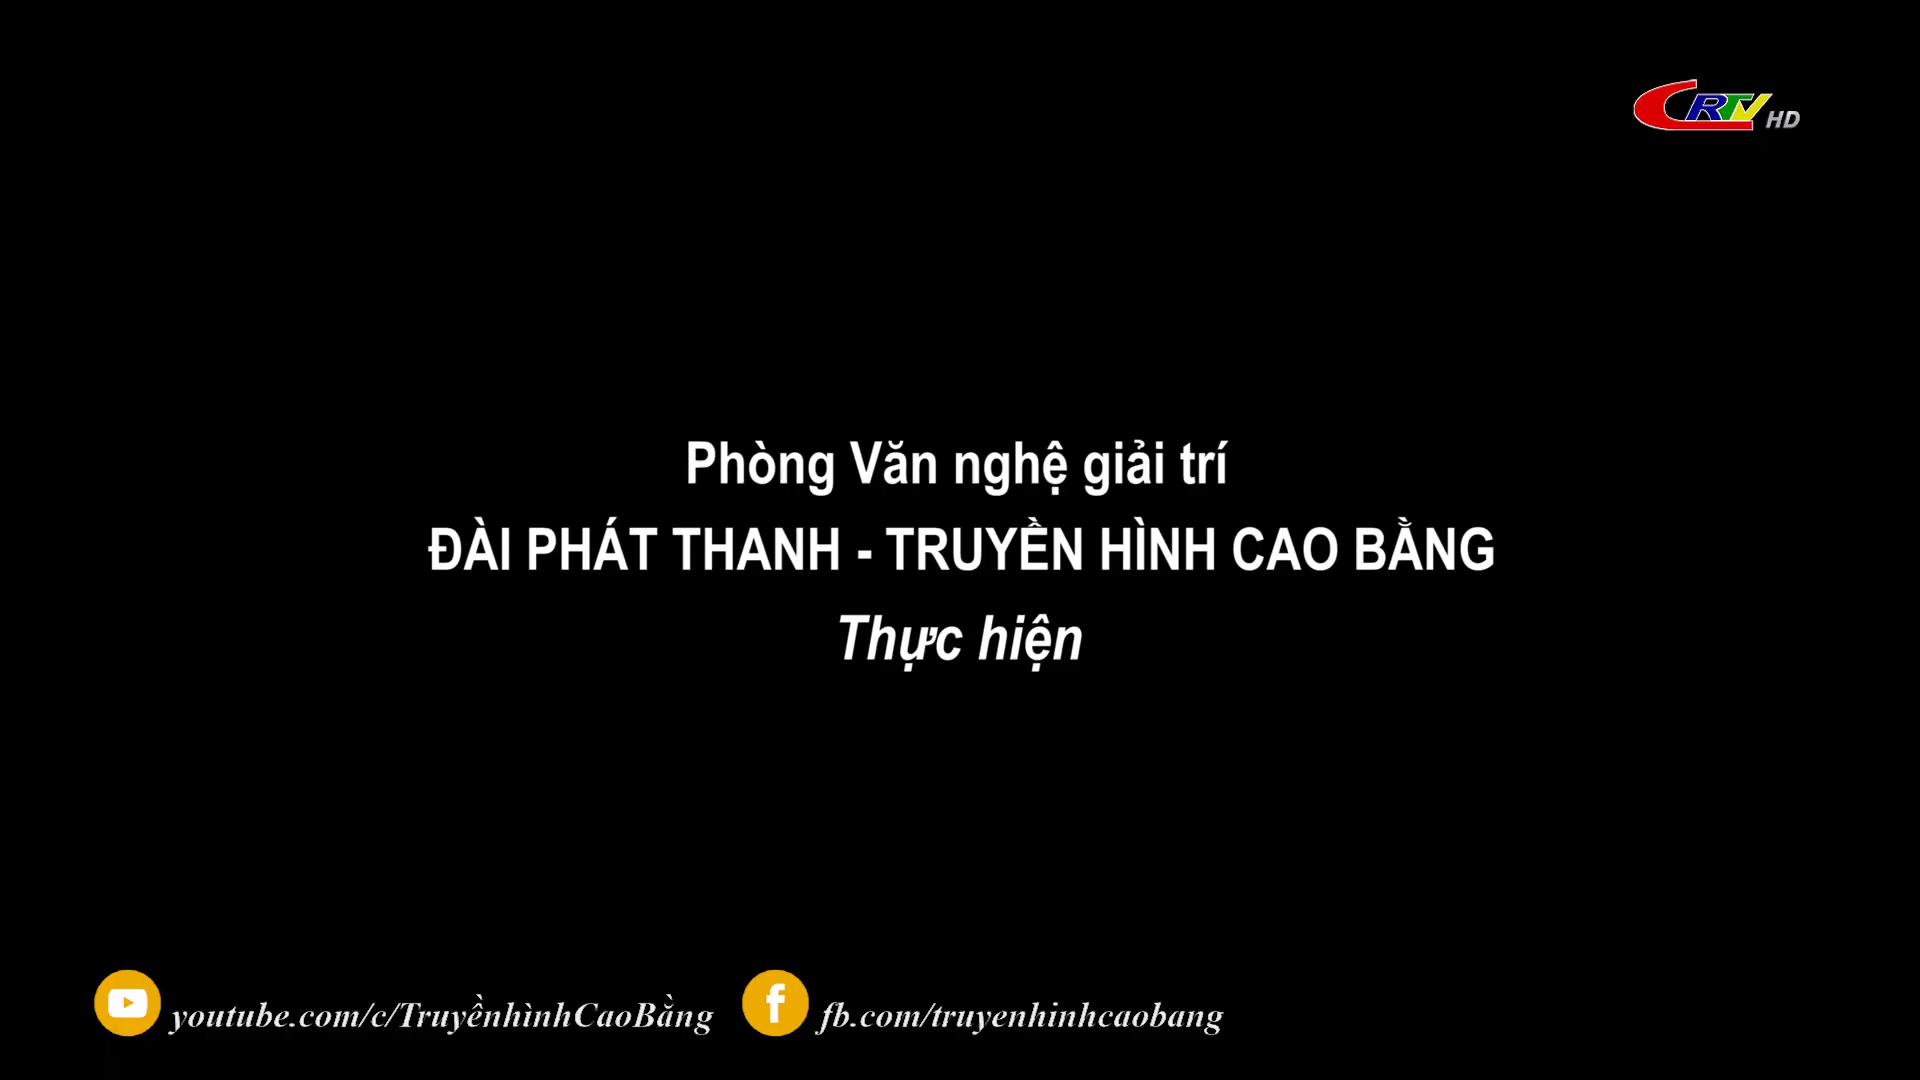 CRTV HD
Phòng Văn nghệ giải trí
ĐÀI PHÁT THANH - TRUYỀN HÌNH CAO BẰNG
Thực hiện
youtube.com/c/TruyềnhìnhCaoBằng
fb.com/truyenhinhcaobang